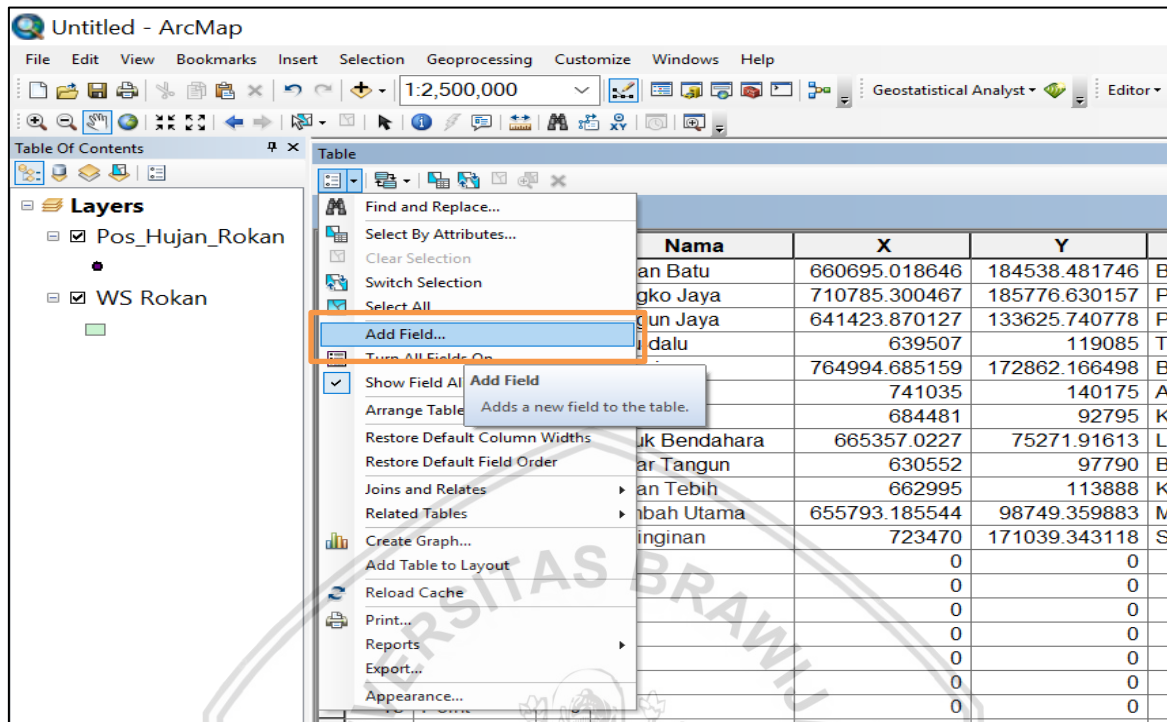 Untitled - ArcMap
File Edit View Bookmarks Insert Selection Geoprocessing Customize Windows Help
1:2,500,000 Geostatistical Analyst Editor
Table Of Contents
Table
Layers
Pos_Hujan_Rokan
WS Rokan
Find and Replace...
Select By Attributes...
Clear Selection
Switch Selection
Select All
Add Field...
Turn All Fields On
Show Field Al
Arrange Table
Restore Default Column Widths
Restore Default Field Order
Joins and Relates
Related Tables
Create Graph...
Add Table to Layout
Reload Cache
Print...
Reports
Export...
Appearance...
Add Field
Adds a new field to the table.
Nama X Y
an Batu 660695.018646 184538.481746 B
gko Jaya 710785.300467 185776.630157 P
gun Jaya 641423.870127 133625.740778 P
dalu 639507 119085 T
764994.685159 172862.166498 B
741035 140175 A
684481 92795 K
uk Bendahara 665357.0227 75271.91613 L
ar Tangun 630552 97790 B
an Tebih 662995 113888 K
nbah Utama 655793.185544 98749.359883 M
inginan 723470 171039.343118 S
0 0
0 0
0 0
0 0
0 0
0 0
0 0
VERSITAS BRAWIJ